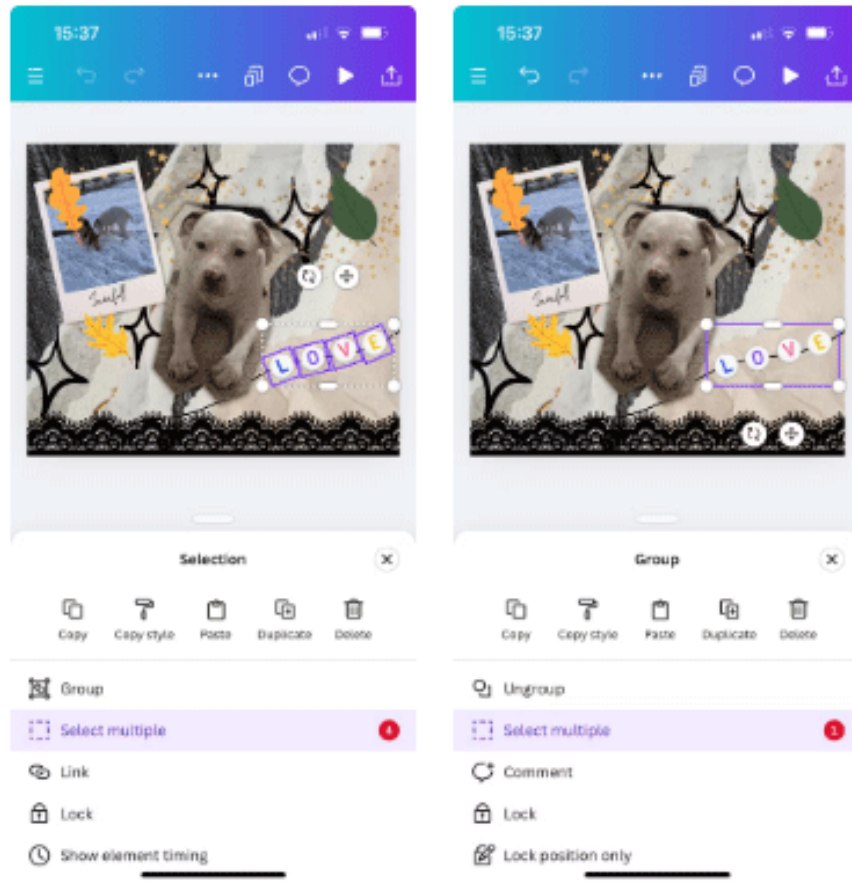 15:37
L O V E
Selection
Copy Copy style Paste Duplicate Delete
Group
Select multiple 4
Link
Lock
Show element timing
15:37
L O V E
Group
Copy Copy style Paste Duplicate Delete
Ungroup
Select multiple 1
Comment
Lock
Lock position only